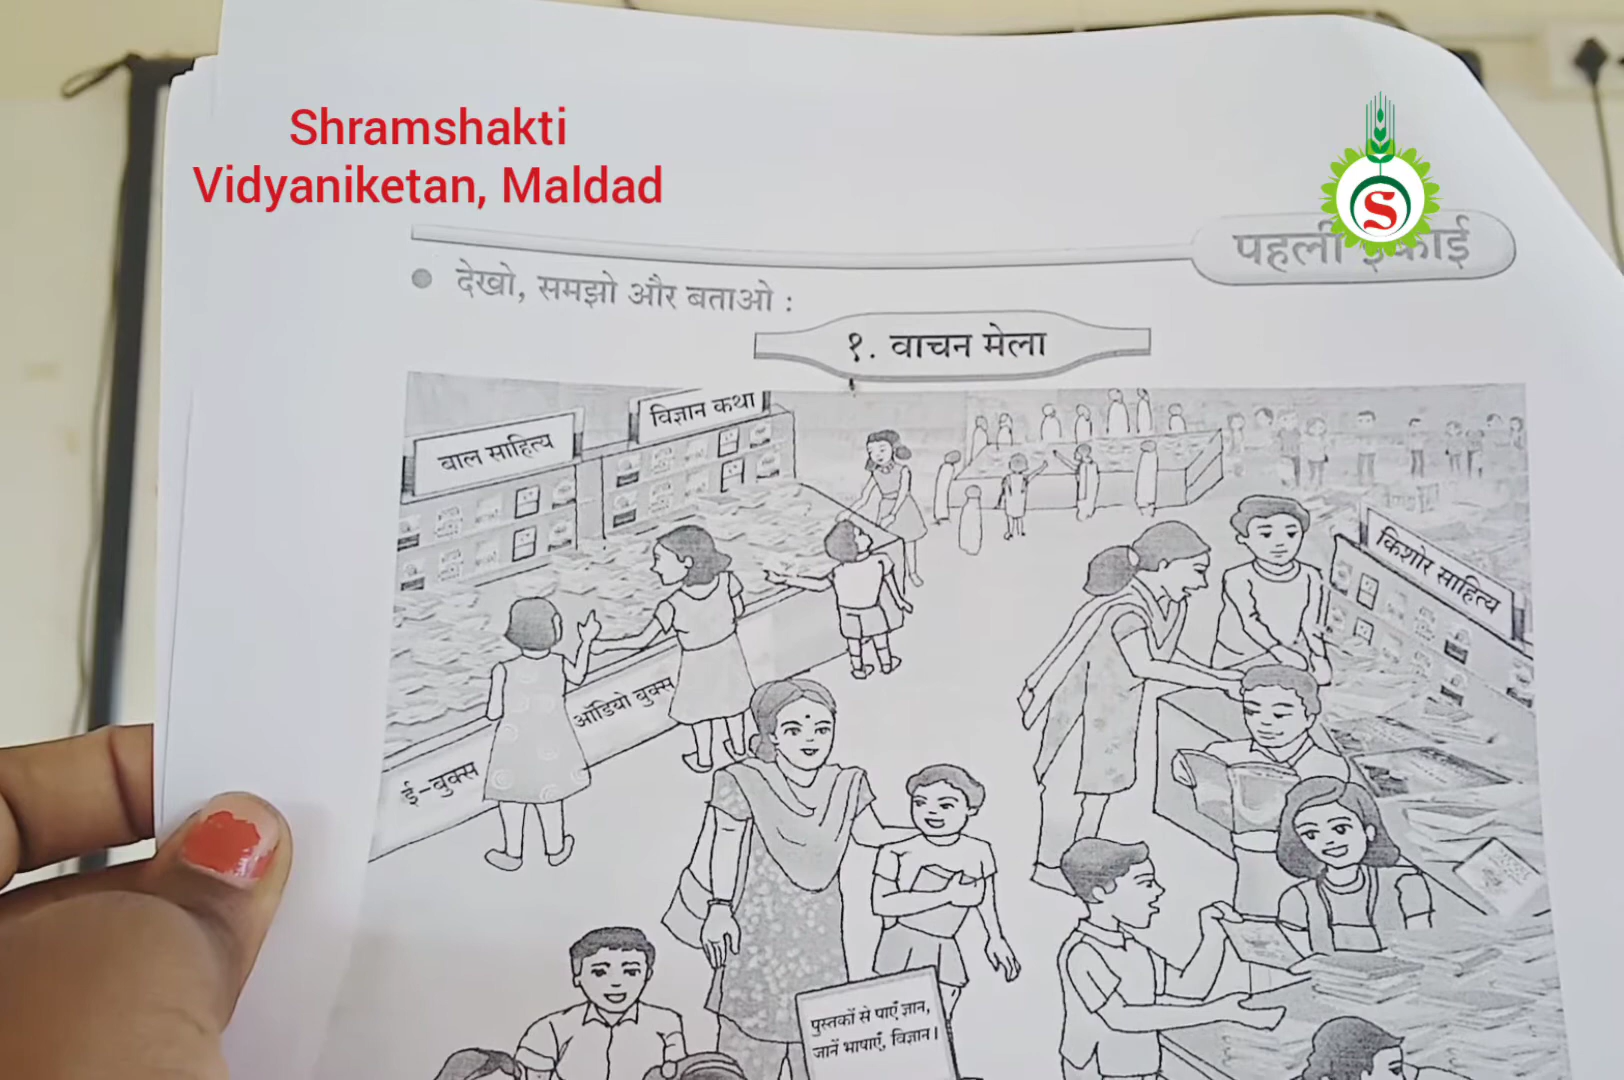 Shramshakti
Vidyaniketan, Maldad
S
पहली इकाई
देखो, समझो और बताओ :
१. वाचन मेला
बाल साहित्य
विज्ञान कथा
किशोर साहित्य
ऑडियो बुक्स
ई-बुक्स
पुस्तकों से पाएँ ज्ञान,
जानें भाषाएँ, विज्ञान।